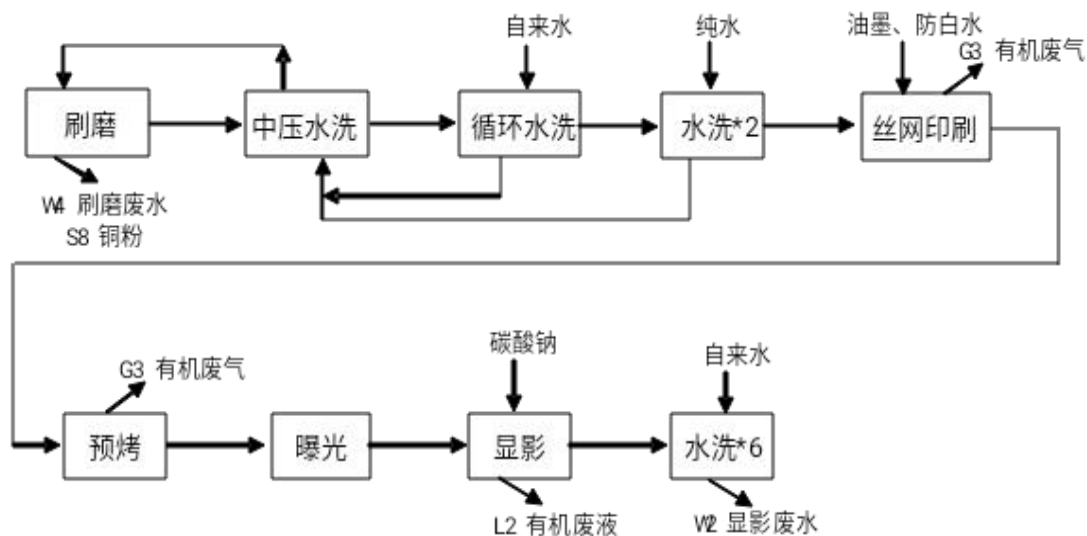 自来水
纯水
油墨、防白水
G3 有机废气
刷磨
中压水洗
循环水洗
水洗*2
丝网印刷
W4 刷磨废水
S8 铜粉
G3 有机废气
碳酸钠
自来水
预烤
曝光
显影
水洗*6
L2 有机废液
W2 显影废水